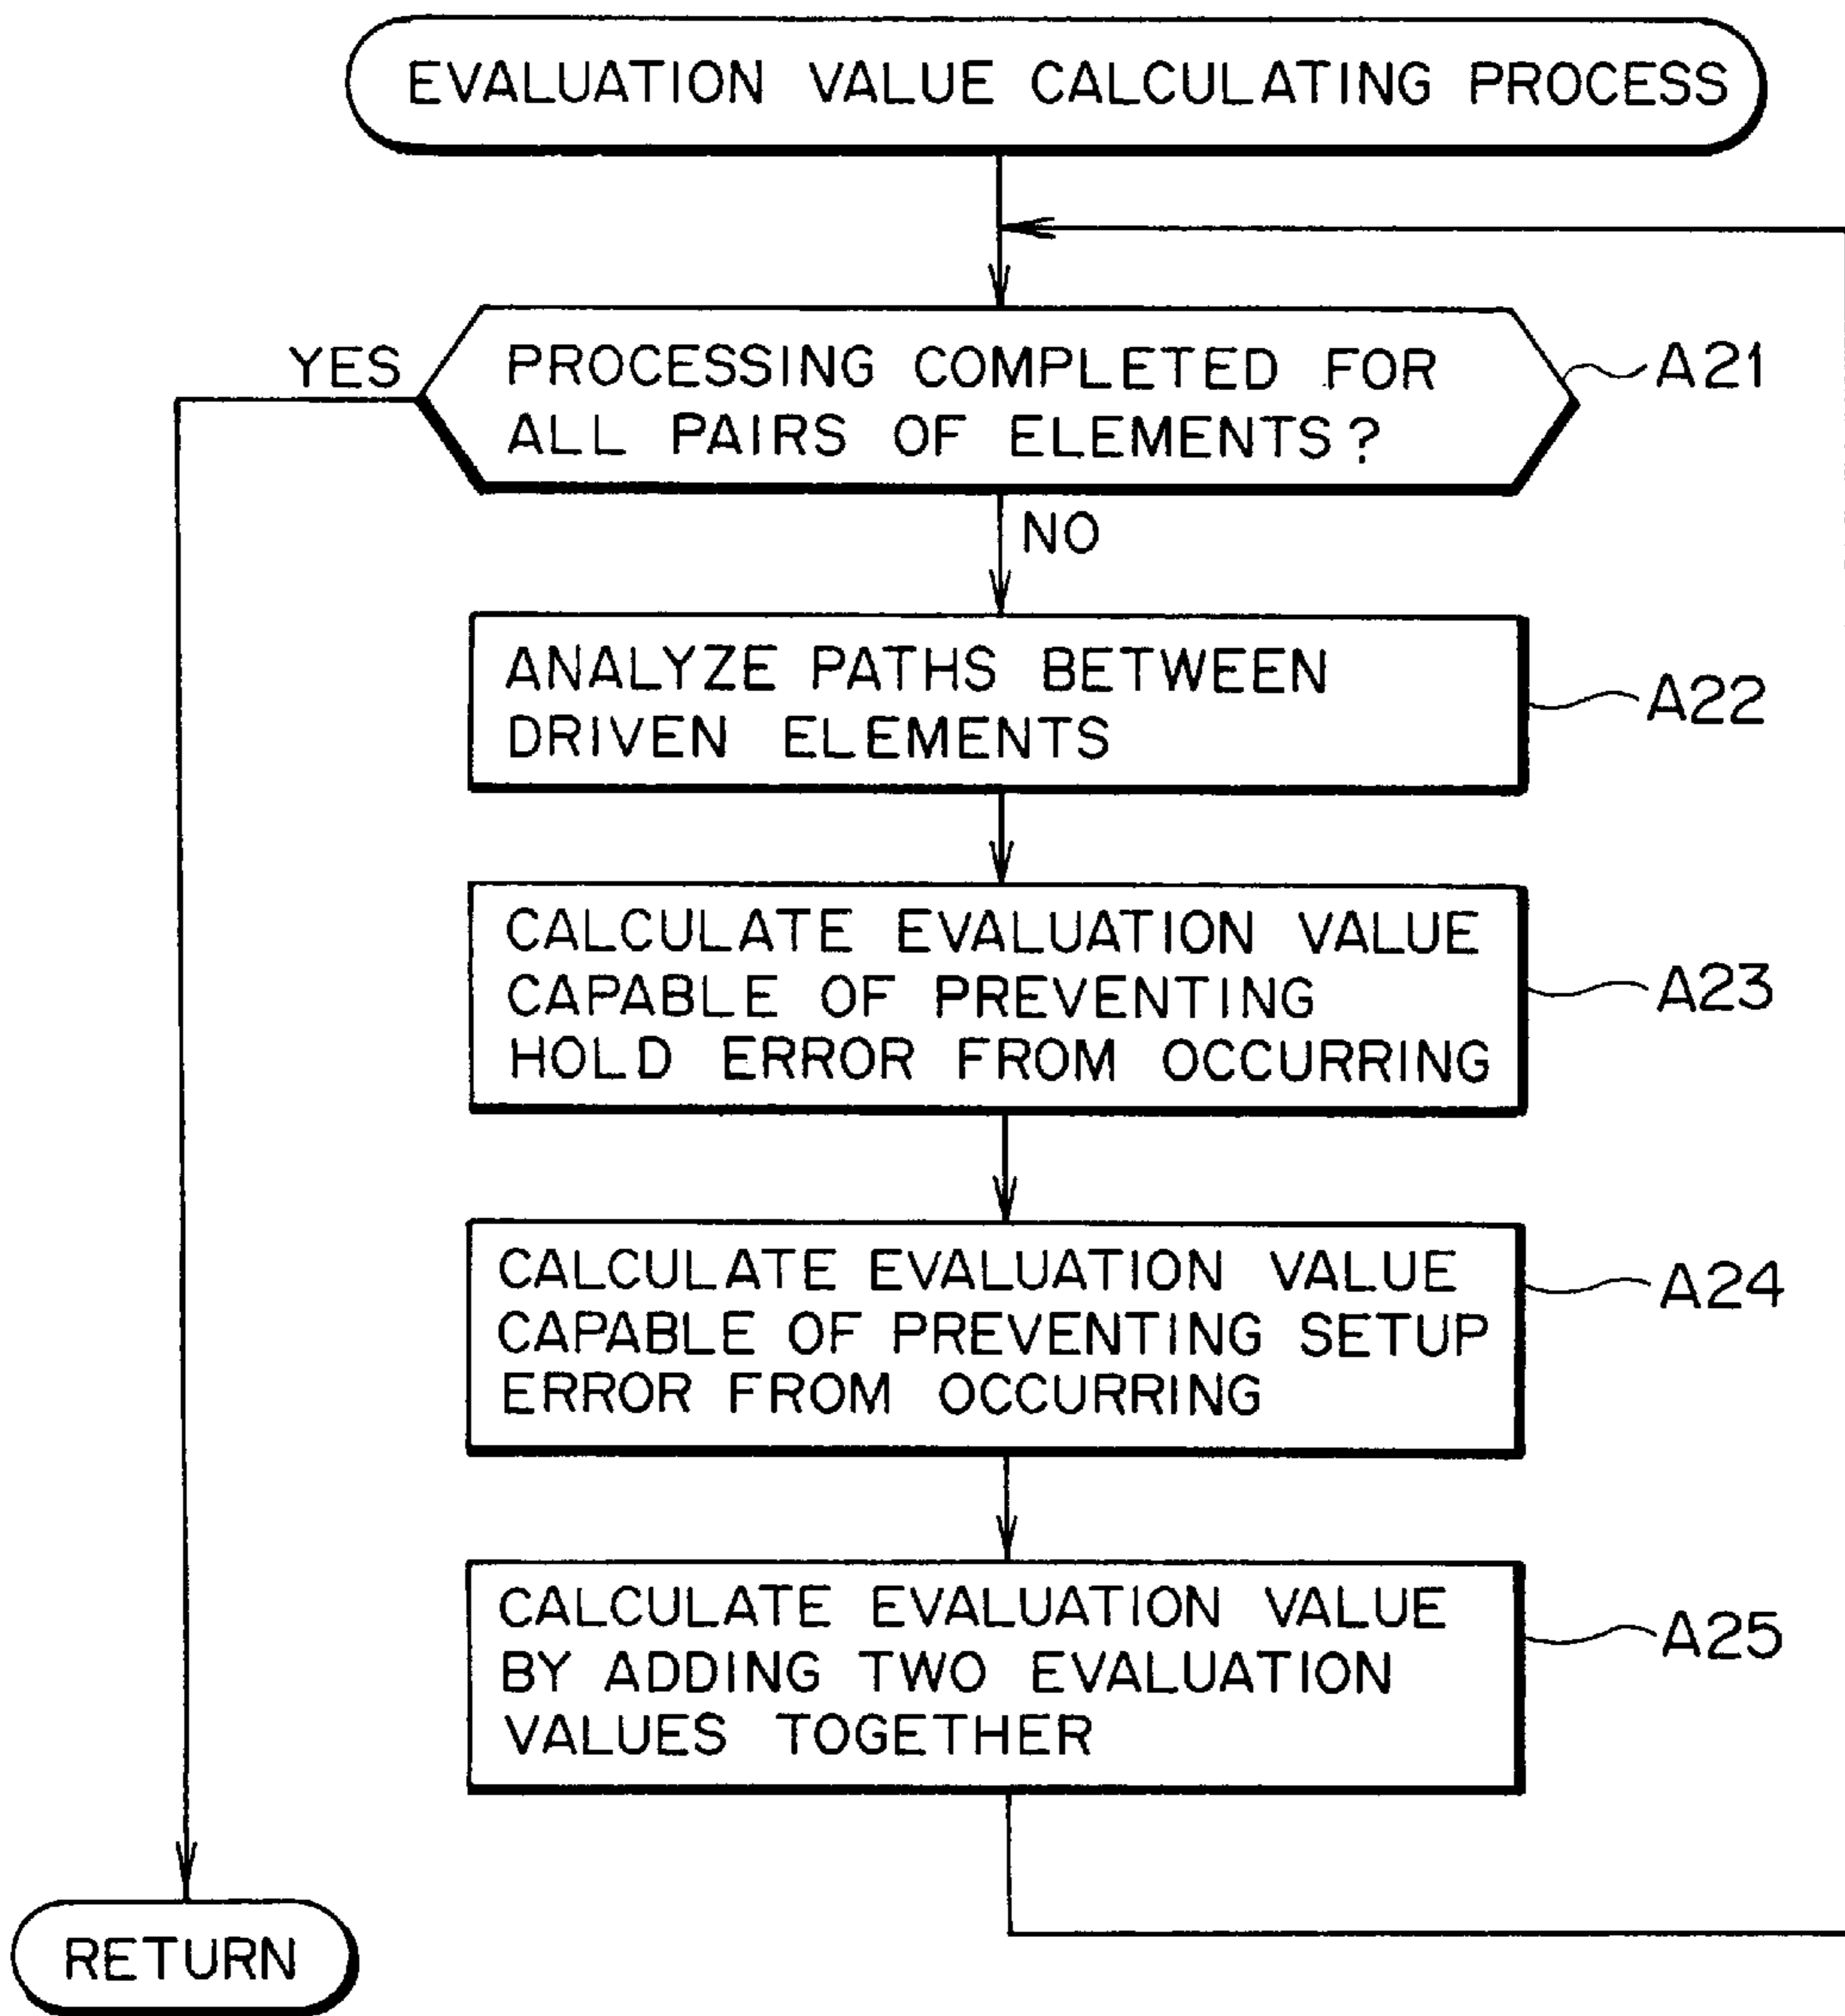 EVALUATION VALUE CALCULATING PROCESS
YES
PROCESSING COMPLETED FOR
ALL PAIRS OF ELEMENTS?
A21
NO
ANALYZE PATHS BETWEEN
DRIVEN ELEMENTS
A22
CALCULATE EVALUATION VALUE
CAPABLE OF PREVENTING
HOLD ERROR FROM OCCURRING
A23
CALCULATE EVALUATION VALUE
CAPABLE OF PREVENTING SETUP
ERROR FROM OCCURRING
A24
CALCULATE EVALUATION VALUE
BY ADDING TWO EVALUATION
VALUES TOGETHER
A25
RETURN